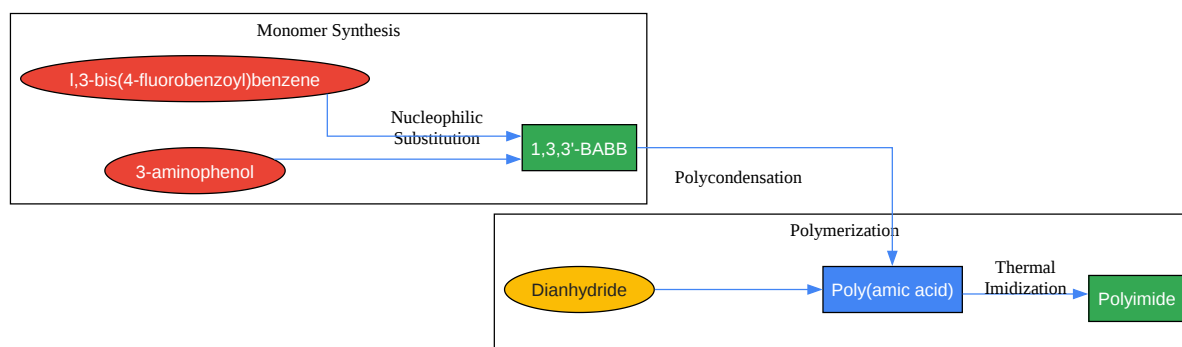 Monomer Synthesis
l,3-bis(4-fluorobenzoyl)benzene
Nucleophilic
Substitution
1,3,3'-BABB
3-aminophenol
Polycondensation
Polymerization
Dianhydride
Poly(amic acid)
Thermal
Imidization
Polyimide